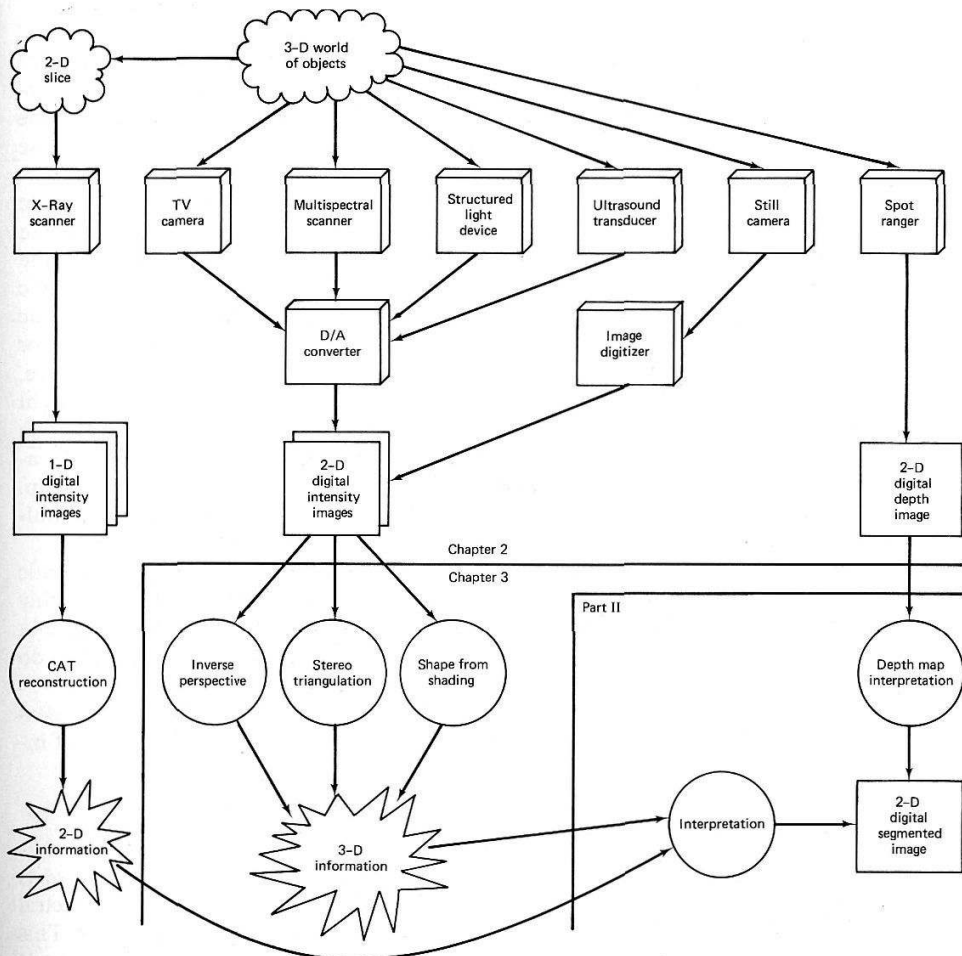 3-D world
of objects
2-D
slice
X-Ray
scanner
TV
camera
Multispectral
scanner
Structured
light
device
Ultrasound
transducer
Still
camera
Spot
ranger
D/A
converter
Image
digitizer
1-D
digital
intensity
images
2-D
digital
intensity
images
2-D
digital
depth
image
Chapter 2
Chapter 3
Part II
CAT
reconstruction
Inverse
perspective
Stereo
triangulation
Shape from
shading
Depth map
interpretation
2-D
information
3-D
information
Interpretation
2-D
digital
segmented
image